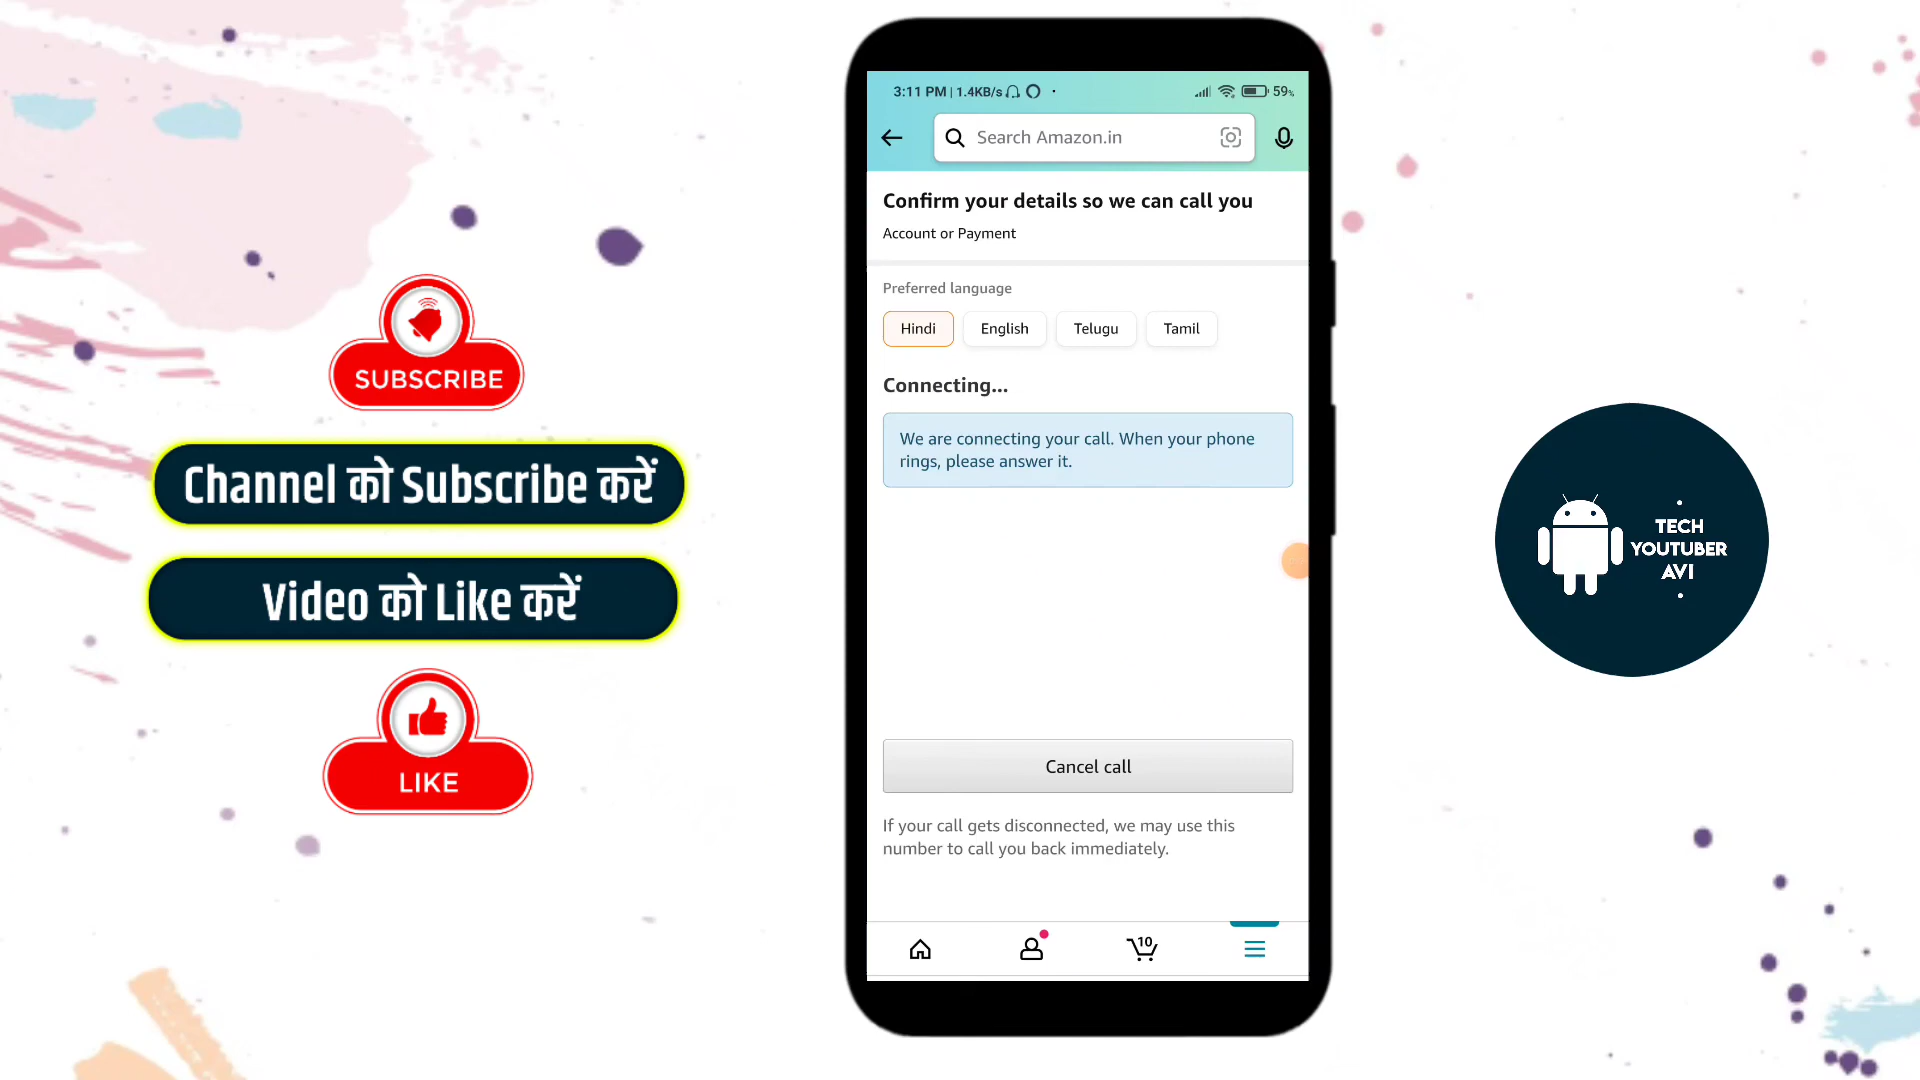 SUBSCRIBE
Channel को Subscribe करें
Video को Like करें
LIKE
3:11 PM | 1.4KB/s
59%
Search Amazon.in
Confirm your details so we can call you
Account or Payment
Preferred language
Hindi English Telugu Tamil
Connecting...
We are connecting your call. When your phone
rings, please answer it.
Cancel call
If your call gets disconnected, we may use this
number to call you back immediately.
10
TECH
YOUTUBER
AVI